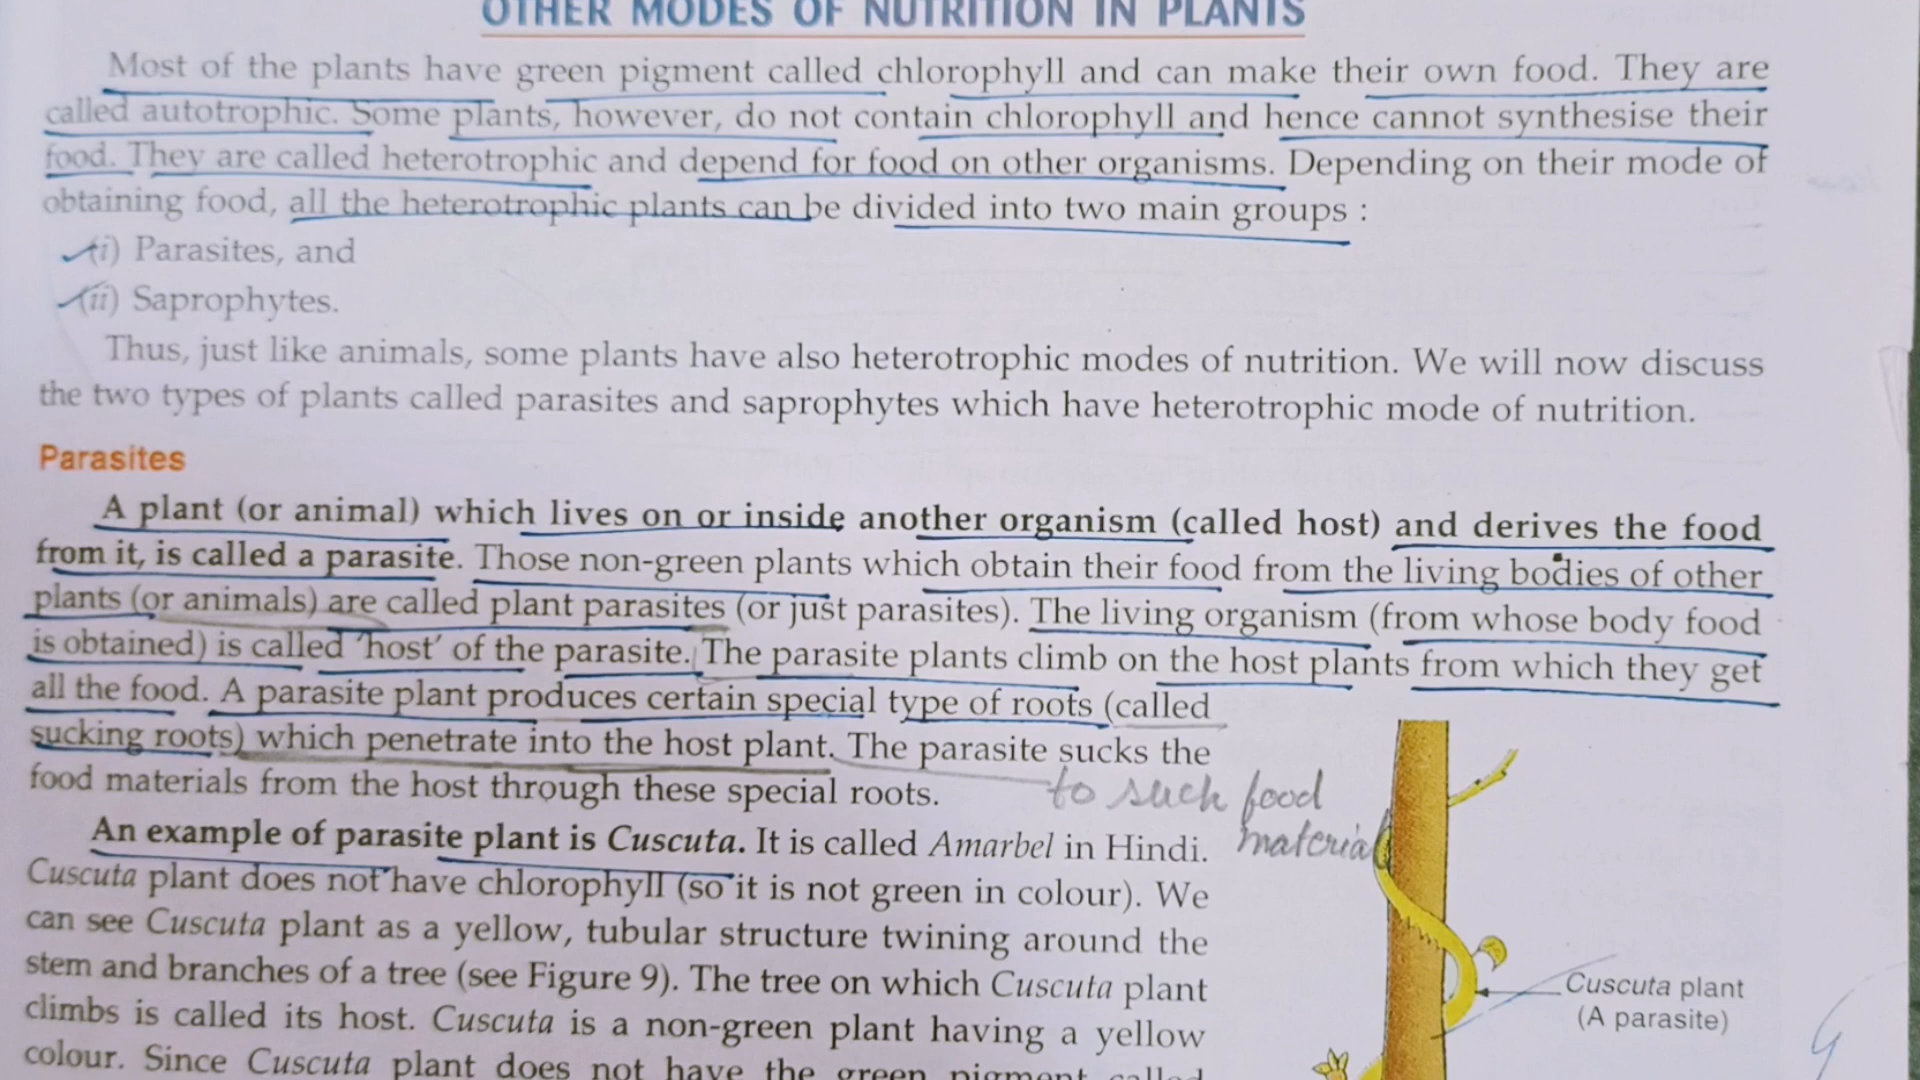 OTHER MODES OF NUTRITION IN PLANTS
Most of the plants have green pigment called chlorophyll and can make their own food. They are
called autotrophic. Some plants, however, do not contain chlorophyll and hence cannot synthesise their
food. They are called heterotrophic and depend for food on other organisms. Depending on their mode of
obtaining food, all the heterotrophic plants can be divided into two main groups :
(i) Parasites, and
(ii) Saprophytes.
Thus, just like animals, some plants have also heterotrophic modes of nutrition. We will now discuss
the two types of plants called parasites and saprophytes which have heterotrophic mode of nutrition.
Parasites
A plant (or animal) which lives on or inside another organism (called host) and derives the food
from it, is called a parasite. Those non-green plants which obtain their food from the living bodies of other
plants (or animals) are called plant parasites (or just parasites). The living organism (from whose body food
is obtained) is called 'host' of the parasite. The parasite plants climb on the host plants from which they get
all the food. A parasite plant produces certain special type of roots (called
sucking roots) which penetrate into the host plant. The parasite sucks the
food materials from the host through these special roots.
to suck food
material
An example of parasite plant is Cuscuta. It is called Amarbel in Hindi.
Cuscuta plant does not have chlorophyll (so it is not green in colour). We
can see Cuscuta plant as a yellow, tubular structure twining around the
stem and branches of a tree (see Figure 9). The tree on which Cuscuta plant
climbs is called its host. Cuscuta is a non-green plant having a yellow
colour. Since Cuscuta plant does not have the green pigment called
Cuscuta plant
(A parasite)